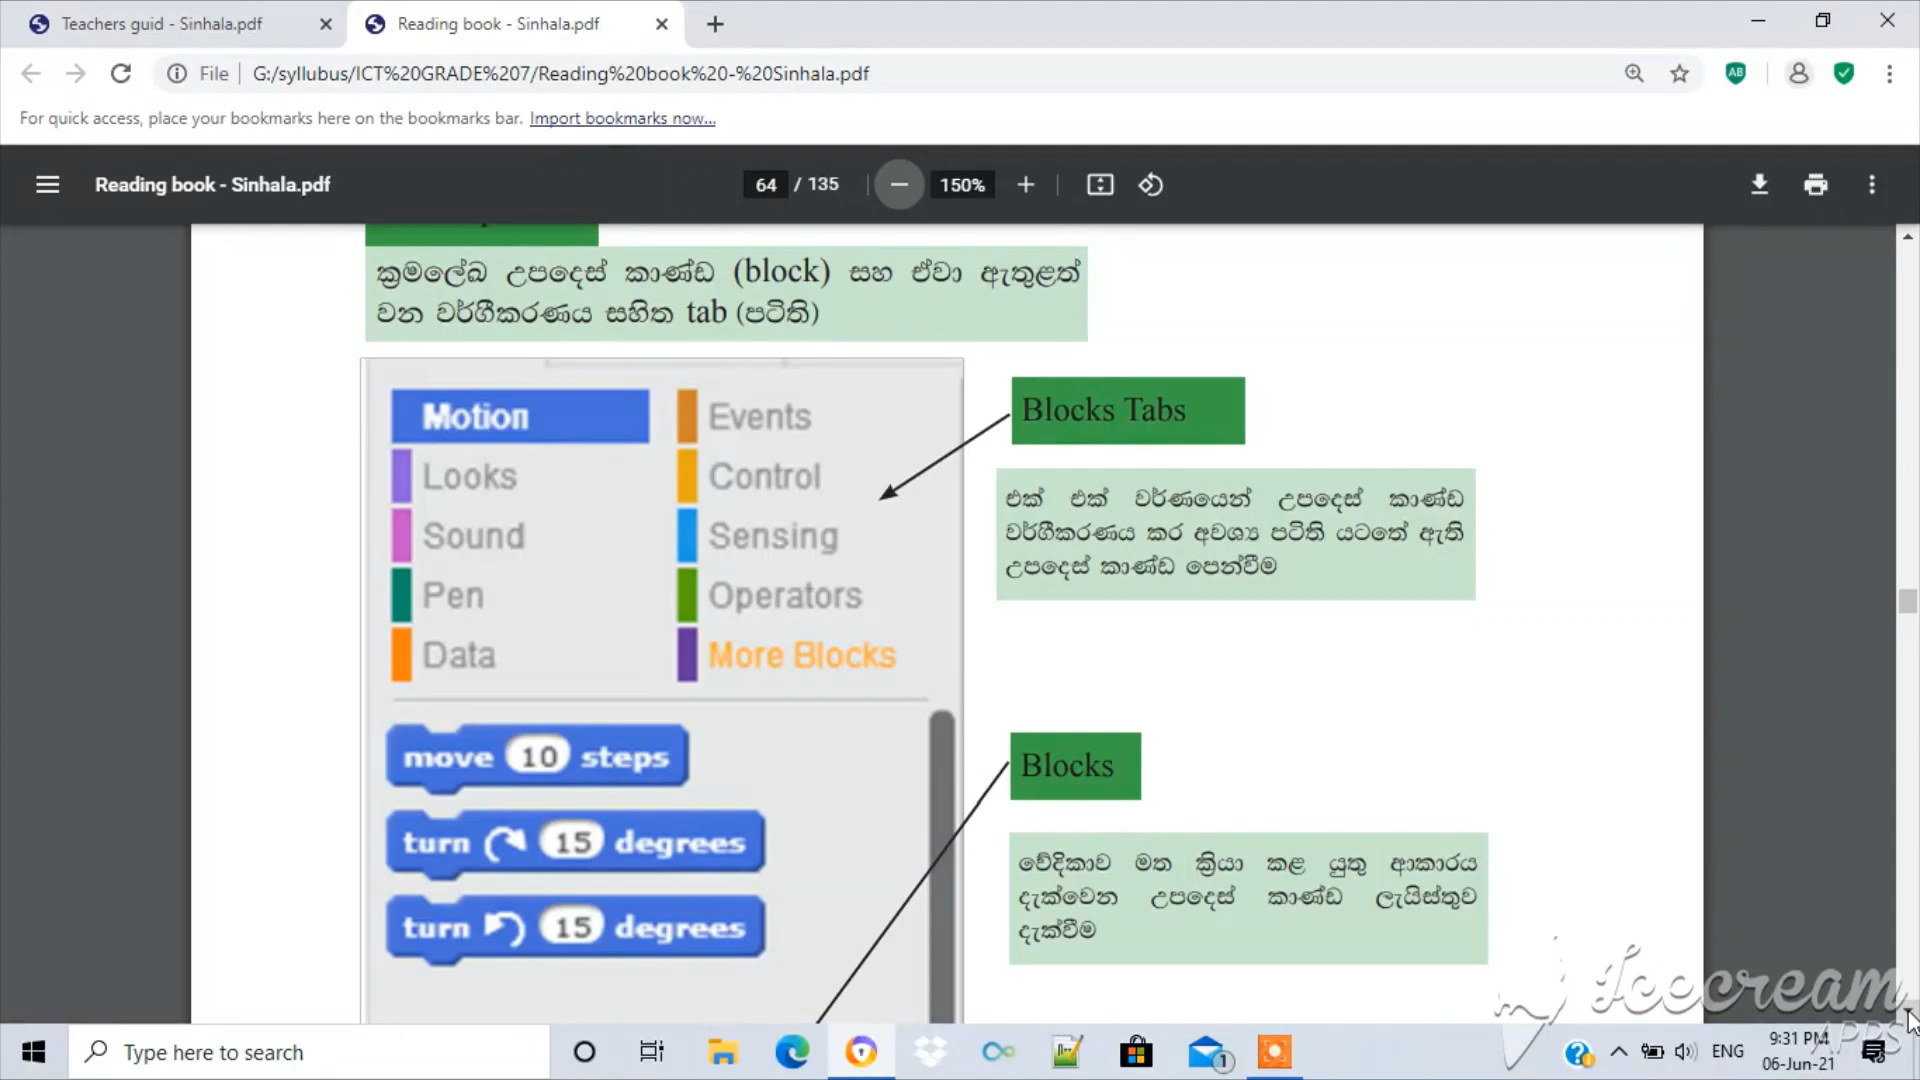 Teachers guid - Sinhala.pdf
Reading book - Sinhala.pdf
File
G:/syllubus/ICT%20GRADE%207/Reading%20book%20-%20Sinhala.pdf
For quick access, place your bookmarks here on the bookmarks bar. Import bookmarks now...
Reading book - Sinhala.pdf
64 / 135
150%
ක්‍රමලේඛ උපදෙස් කාණ්ඩ (block) සහ ඒවා ඇතුළත්
වන වර්ගීකරණය සහිත tab (පටිති)
Motion
Events
Looks
Control
Sound
Sensing
Pen
Operators
Data
More Blocks
Blocks Tabs
එක් එක් වර්ණයෙන් උපදෙස් කාණ්ඩ
වර්ගීකරණය කර අවශ්‍ය පටිති යටතේ ඇති
උපදෙස් කාණ්ඩ පෙන්වීම
move 10 steps
turn 15 degrees
turn 15 degrees
Blocks
වේදිකාව මත ක්‍රියා කළ යුතු ආකාරය
දැක්වෙන උපදෙස් කාණ්ඩ ලැයිස්තුව
දැක්වීම
Icecream
APPS
Type here to search
1
ENG
9:31 PM
06-Jun-21